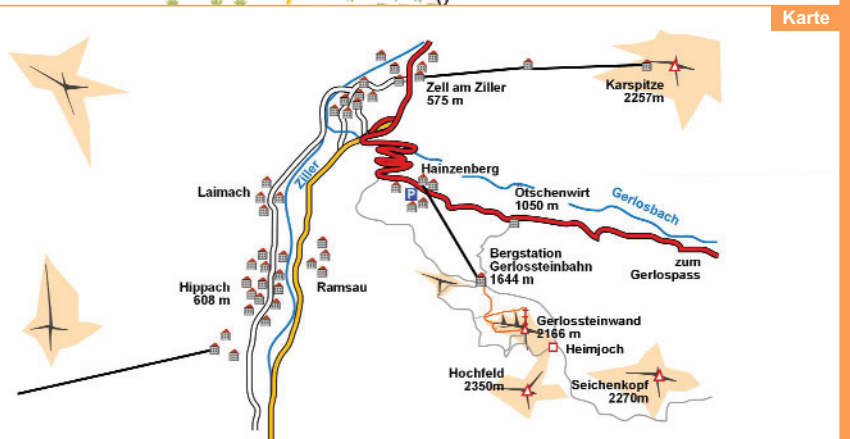 Karte
Zell am Ziller
575 m
Karspitze
2257m
Hainzenberg
Ziller
Laimach
P
Ötschenwirt
1050 m
Gerlosbach
Bergstation
Gerlossteinbahn
1644 m
zum
Gerlospass
Hippach
608 m
Ramsau
Gerlossteinwand
2166 m
Heimjoch
Hochfeld
2350m
Seichenkopf
2270m